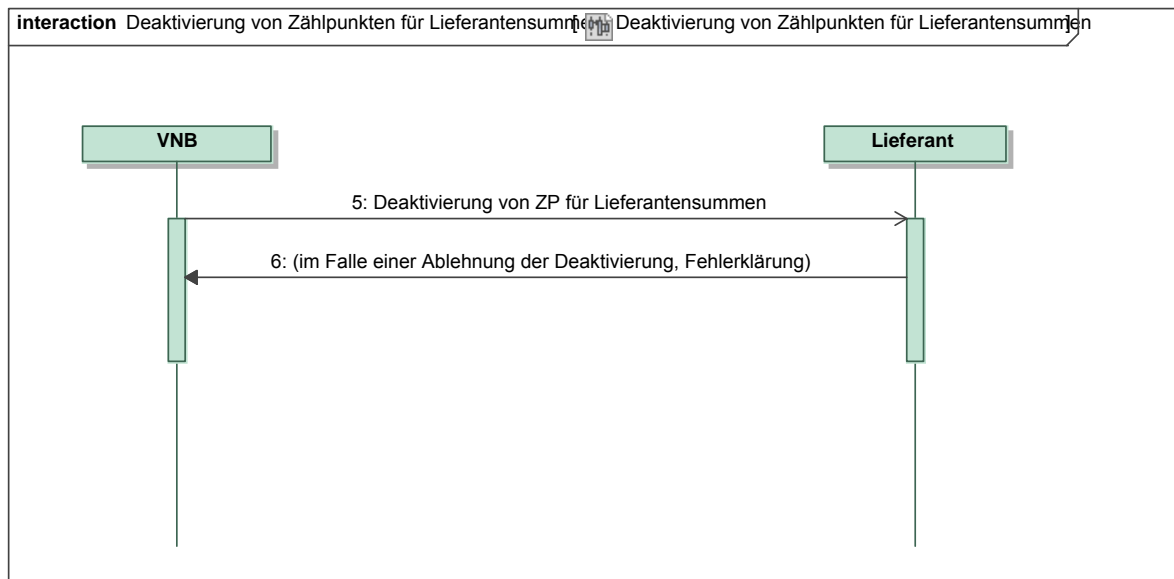 interaction Deaktivierung von Zählpunkten für Lieferantensumme[ Deaktivierung von Zählpunkten für Lieferantensummen]
VNB
Lieferant
5: Deaktivierung von ZP für Lieferantensummen
6: (im Falle einer Ablehnung der Deaktivierung, Fehlerklärung)